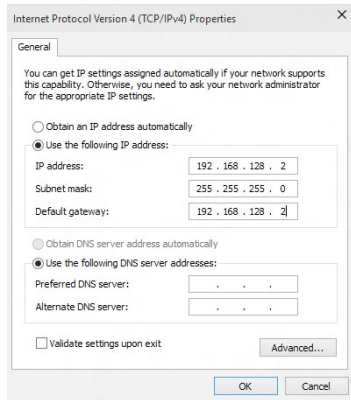 Internet Protocol Version 4 (TCP/IPv4) Properties
General
You can get IP settings assigned automatically if your network supports
this capability. Otherwise, you need to ask your network administrator
for the appropriate IP settings.
Obtain an IP address automatically
Use the following IP address:
IP address: 192 . 168 . 128 . 2
Subnet mask: 255 . 255 . 255 . 0
Default gateway: 192 . 168 . 128 . 2
Obtain DNS server address automatically
Use the following DNS server addresses:
Preferred DNS server: . . .
Alternate DNS server: . . .
Validate settings upon exit
Advanced...
OK Cancel